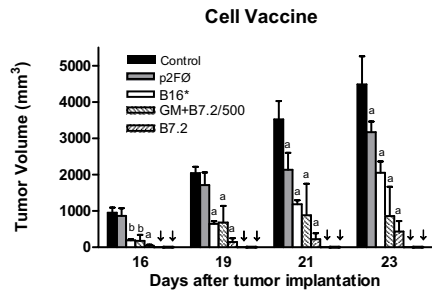 Cell Vaccine
Tumor Volume (mm³)
5000
4000
3000
2000
1000
0
Control
p2FØ
B16*
GM+B7.2/500
B7.2
b b a
a a a
a a a a
a a a a
16 19 21 23
Days after tumor implantation